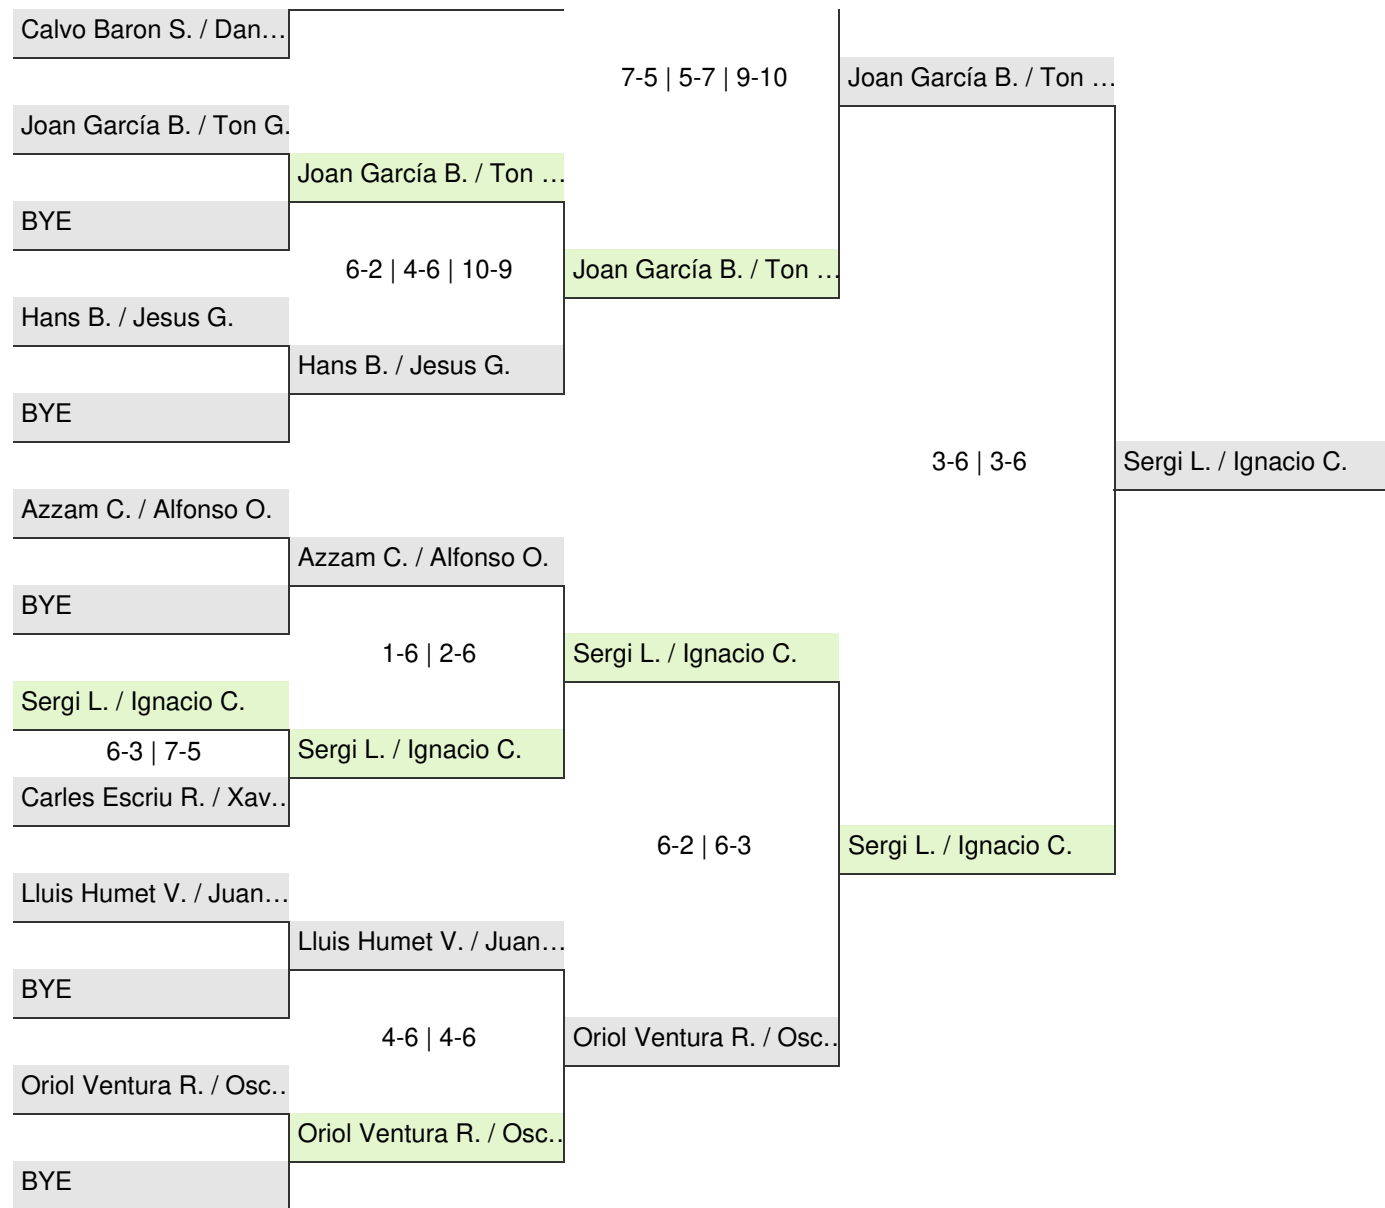 Calvo Baron S. / Dan…
7-5 | 5-7 | 9-10
Joan García B. / Ton …
Joan García B. / Ton G.
Joan García B. / Ton …
BYE
6-2 | 4-6 | 10-9
Joan García B. / Ton …
Hans B. / Jesus G.
Hans B. / Jesus G.
BYE
3-6 | 3-6
Sergi L. / Ignacio C.
Azzam C. / Alfonso O.
Azzam C. / Alfonso O.
BYE
1-6 | 2-6
Sergi L. / Ignacio C.
Sergi L. / Ignacio C.
6-3 | 7-5
Sergi L. / Ignacio C.
Carles Escriu R. / Xav…
6-2 | 6-3
Sergi L. / Ignacio C.
Lluis Humet V. / Juan…
Lluis Humet V. / Juan…
BYE
4-6 | 4-6
Oriol Ventura R. / Osc…
Oriol Ventura R. / Osc…
Oriol Ventura R. / Osc…
BYE